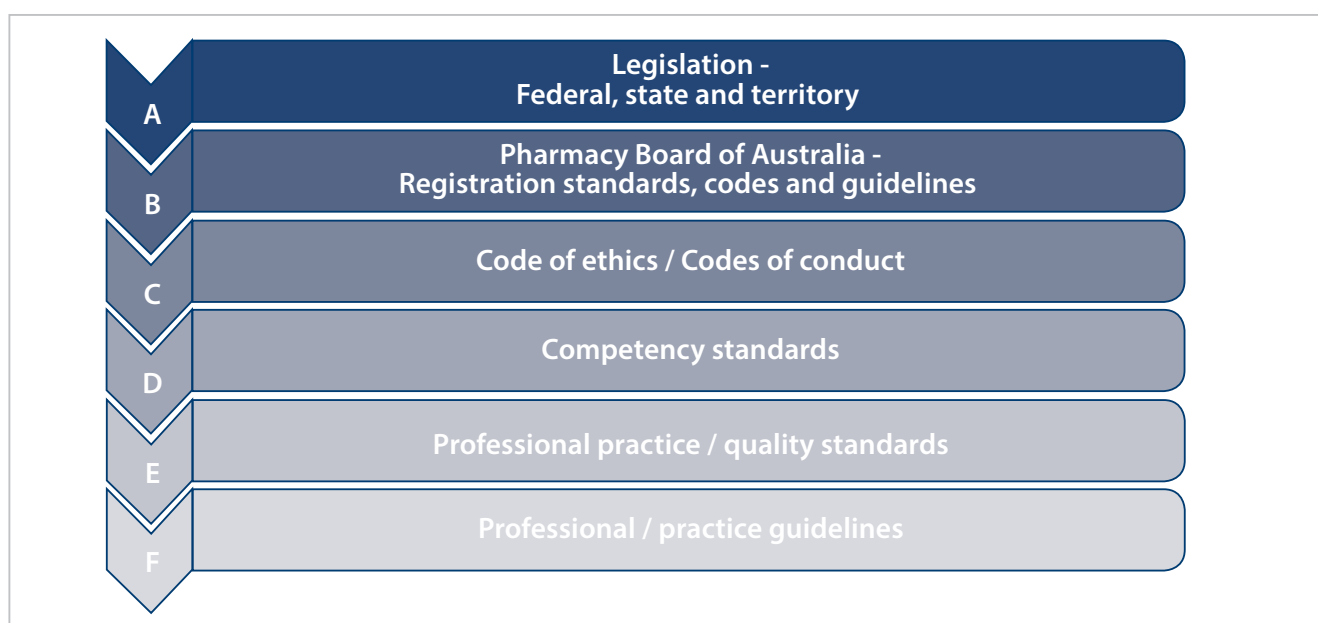 A
Legislation -
Federal, state and territory
B
Pharmacy Board of Australia -
Registration standards, codes and guidelines
C
Code of ethics / Codes of conduct
D
Competency standards
E
Professional practice / quality standards
F
Professional / practice guidelines